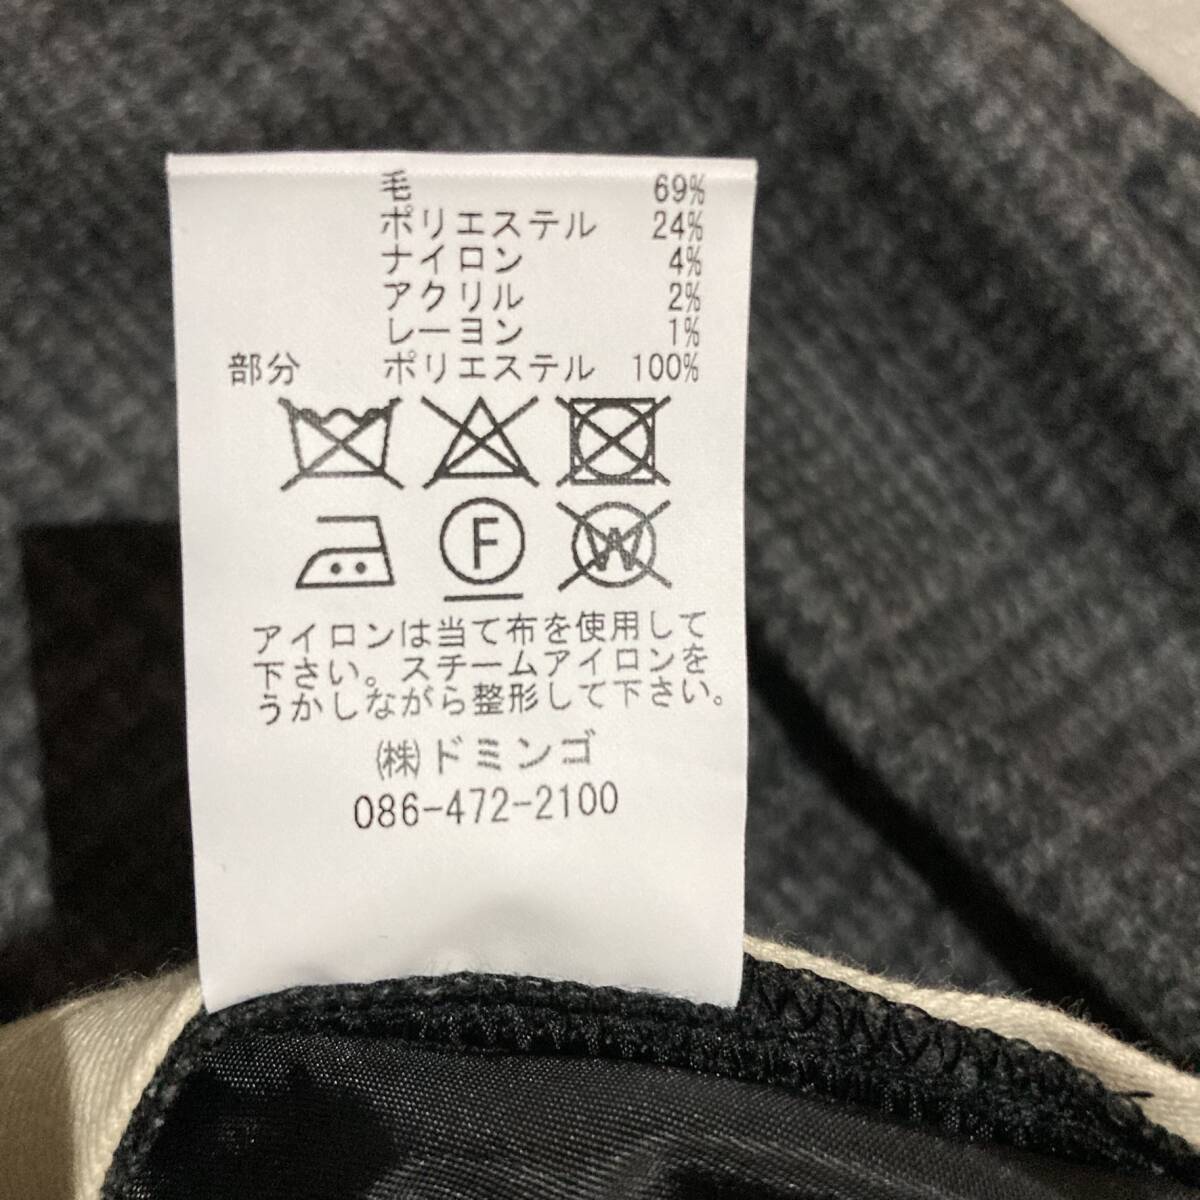 毛 69%
ポリエステル 24%
ナイロン 4%
アクリル 2%
レーヨン 1%
部分 ポリエステル 100%
F W
アイロンは当て布を使用して
下さい。スチームアイロンを
うかしながら整形して下さい。
㈱ドミンゴ
086-472-2100